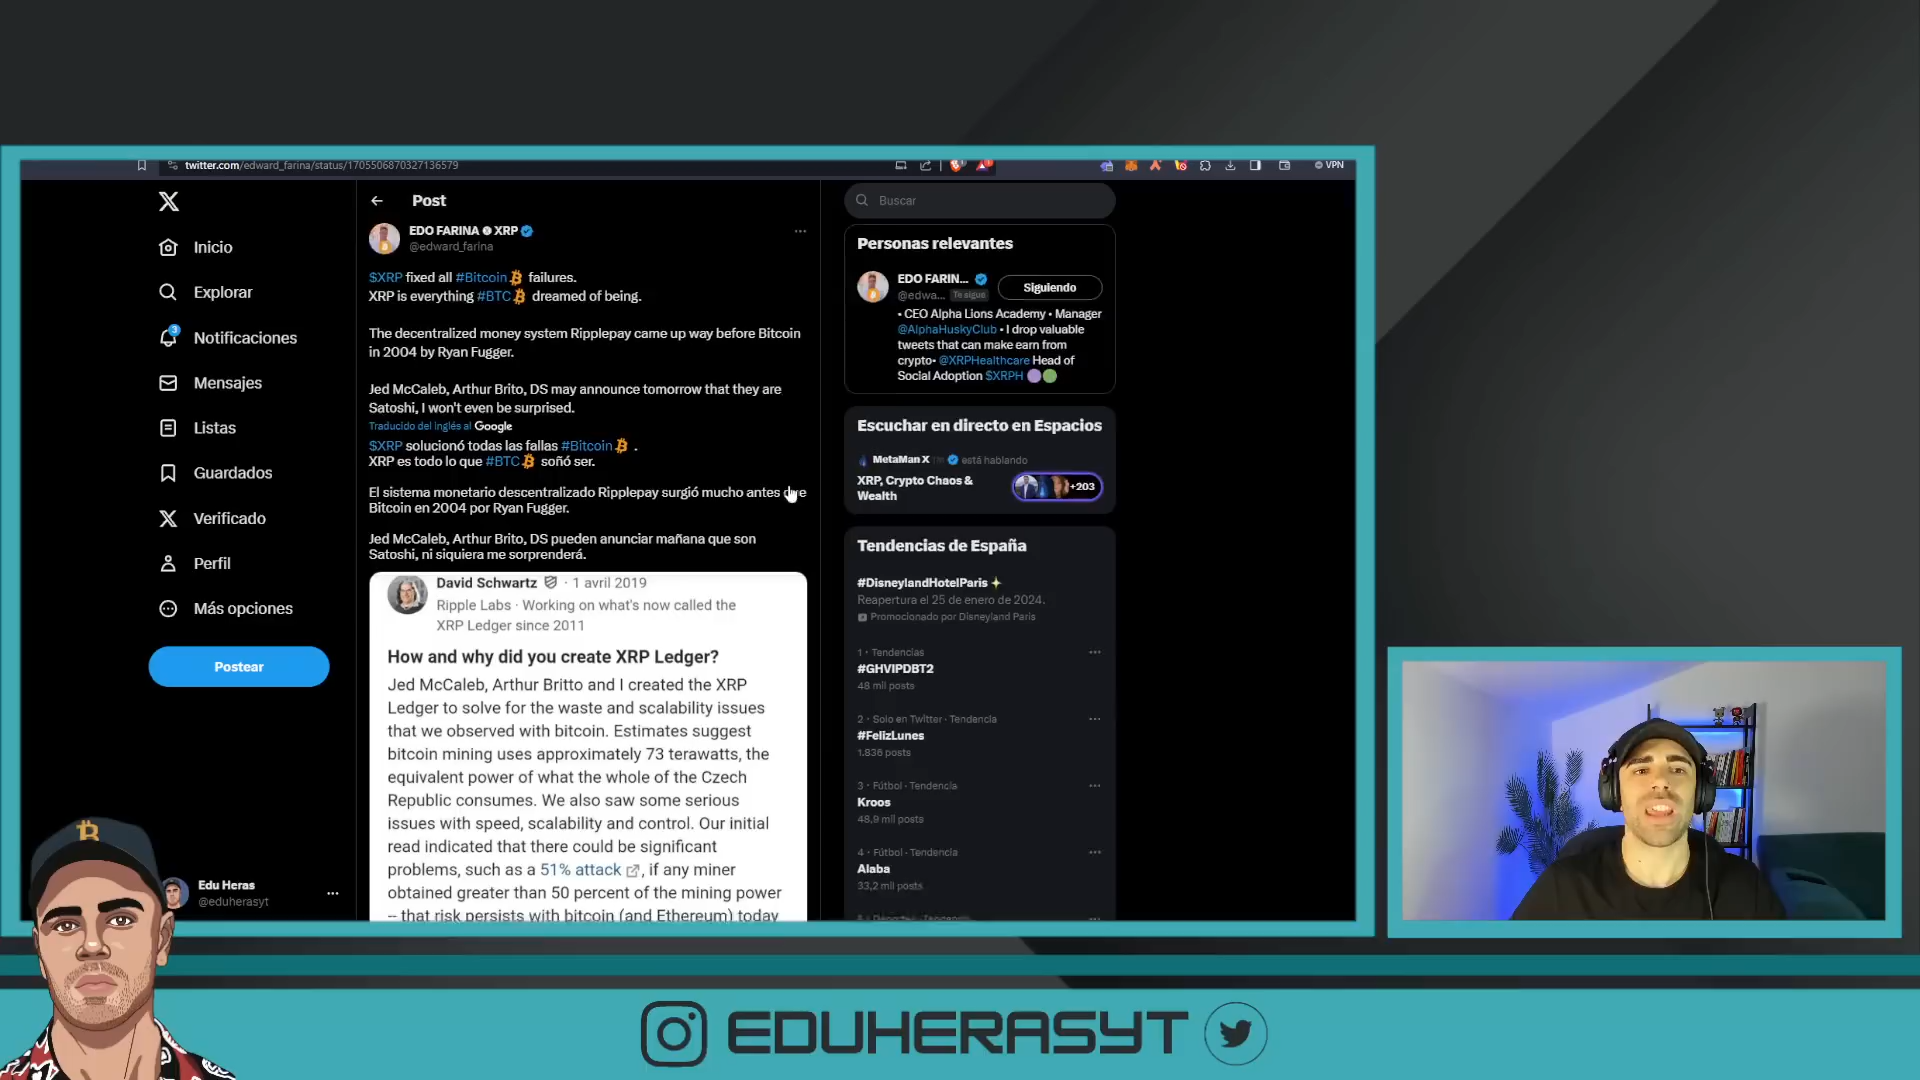 twitter.com/edward_farina/status/1705506870327136579
VPN
Inicio
Explorar
3
Notificaciones
Mensajes
Listas
Guardados
Verificado
Perfil
Más opciones
Postear
Edu Heras
@eduherasyt
Post
EDO FARINA XRP
@edward_farina
$XRP fixed all #Bitcoin failures.
XRP is everything #BTC dreamed of being.
The decentralized money system Ripplepay came up way before Bitcoin
in 2004 by Ryan Fugger.
Jed McCaleb, Arthur Brito, DS may announce tomorrow that they are
Satoshi, I won't even be surprised.
Traducido del inglés al Google
$XRP solucionó todas las fallas #Bitcoin .
XRP es todo lo que #BTC soñó ser.
El sistema monetario descentralizado Ripplepay surgió mucho antes que
Bitcoin en 2004 por Ryan Fugger.
Jed McCaleb, Arthur Brito, DS pueden anunciar mañana que son
Satoshi, ni siquiera me sorprenderá.
David Schwartz · 1 avril 2019
Ripple Labs · Working on what's now called the
XRP Ledger since 2011
How and why did you create XRP Ledger?
Jed McCaleb, Arthur Britto and I created the XRP
Ledger to solve for the waste and scalability issues
that we observed with bitcoin. Estimates suggest
bitcoin mining uses approximately 73 terawatts, the
equivalent power of what the whole of the Czech
Republic consumes. We also saw some serious
issues with speed, scalability and control. Our initial
read indicated that there could be significant
problems, such as a 51% attack, if any miner
obtained greater than 50 percent of the mining power
-- that risk persists with bitcoin (and Ethereum) today
Buscar
Personas relevantes
EDO FARIN...
@edwa... Te sigue
Siguiendo
• CEO Alpha Lions Academy • Manager
@AlphaHuskyClub • I drop valuable
tweets that can make earn from
crypto• @XRPHealthcare Head of
Social Adoption $XRPH
Escuchar en directo en Espacios
MetaMan X está hablando
XRP, Crypto Chaos &
Wealth
+203
Tendencias de España
#DisneylandHotelParis
Reapertura el 25 de enero de 2024.
Promocionado por Disneyland Paris
1 · Tendencias
#GHVIPDBT2
48 mil posts
2 · Solo en Twitter · Tendencia
#FelizLunes
1.836 posts
3 · Fútbol · Tendencia
Kroos
48,9 mil posts
4 · Fútbol · Tendencia
Alaba
33,2 mil posts
EDUHERASYT